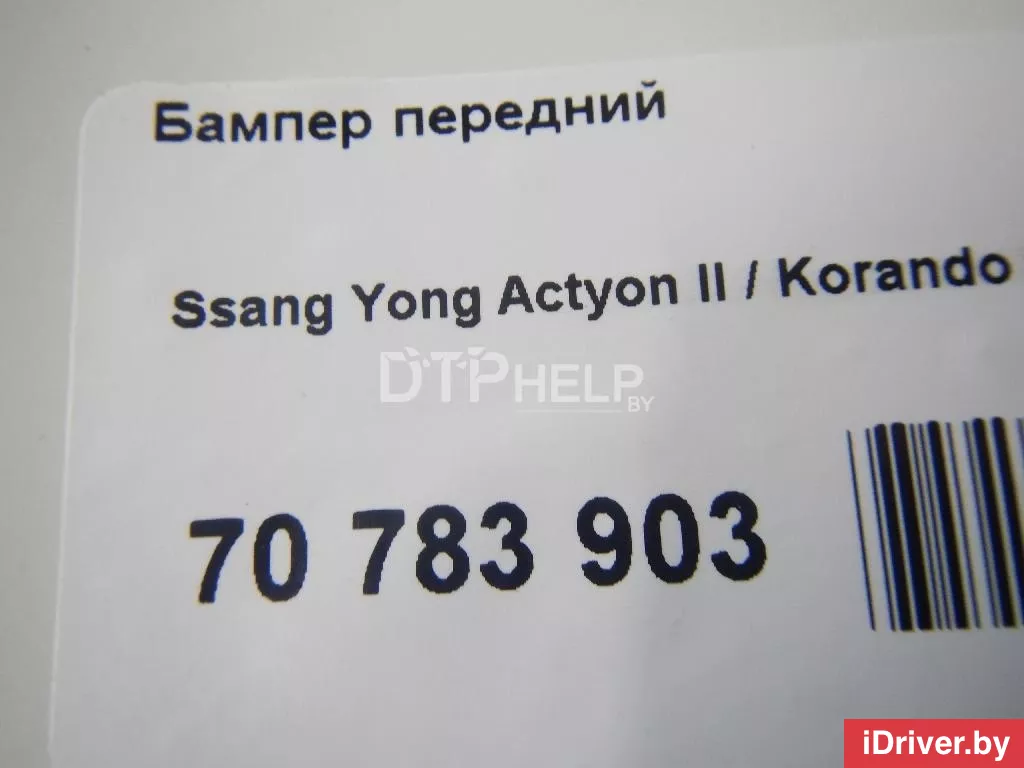 Бампер передний
Ssang Yong Actyon II / Korando
DTPHELP
BY
70 783 903
iDriver.by